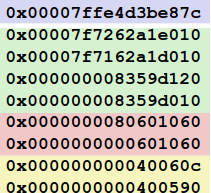 0x00007ffe4d3be87c
0x00007f7262a1e010
0x00007f7162a1d010
0x000000008359d120
0x000000008359d010
0x0000000080601060
0x0000000000601060
0x000000000040060c
0x0000000000400590